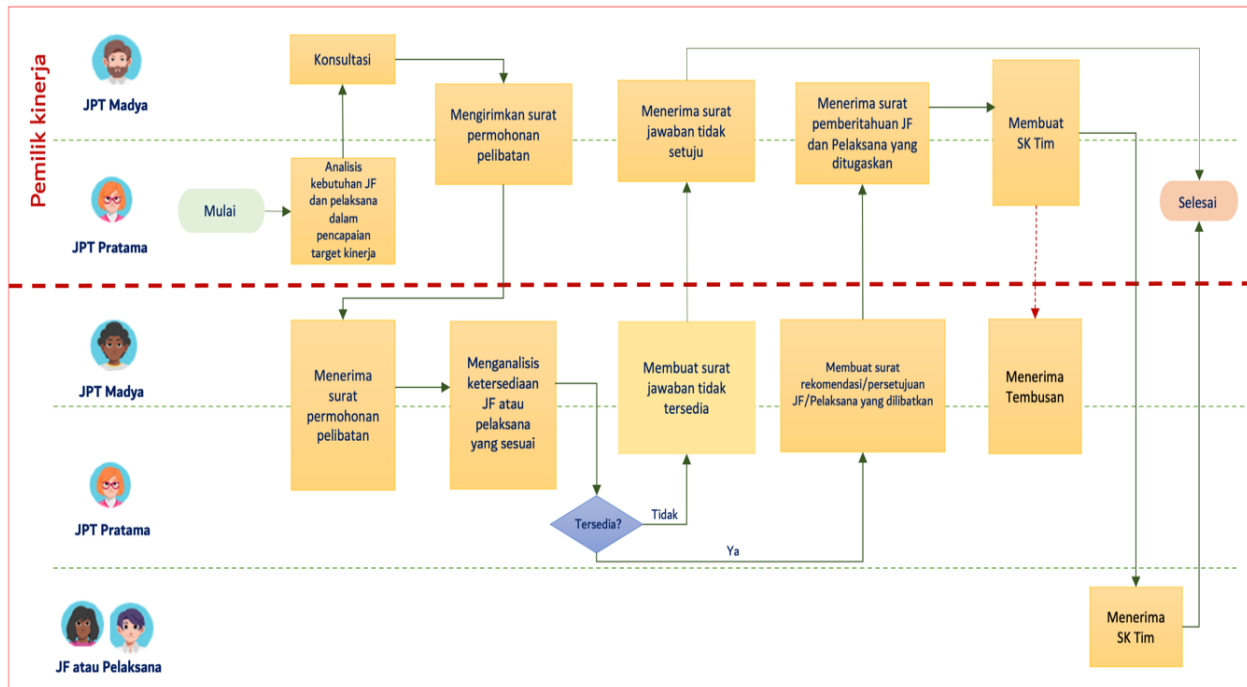 Pemilik kinerja
JPT Madya
Konsultasi
Mengirimkan surat
permohonan
pelibatan
Menerima surat
jawaban tidak
setuju
Menerima surat
pemberitahuan JF
dan Pelaksana yang
ditugaskan
Membuat
SK Tim
JPT Pratama
Mulai
Analisis
kebutuhan JF
dan pelaksana
dalam
pencapaian
target kinerja
Selesai
JPT Madya
Menerima
surat
permohonan
pelibatan
Menganalisis
ketersediaan
JF atau
pelaksana
yang sesuai
Membuat surat
jawaban tidak
tersedia
Membuat surat
rekomendasi/persetujuan
JF/Pelaksana yang dilibatkan
Menerima
Tembusan
JPT Pratama
Tersedia?
Tidak
Ya
JF atau Pelaksana
Menerima
SK Tim